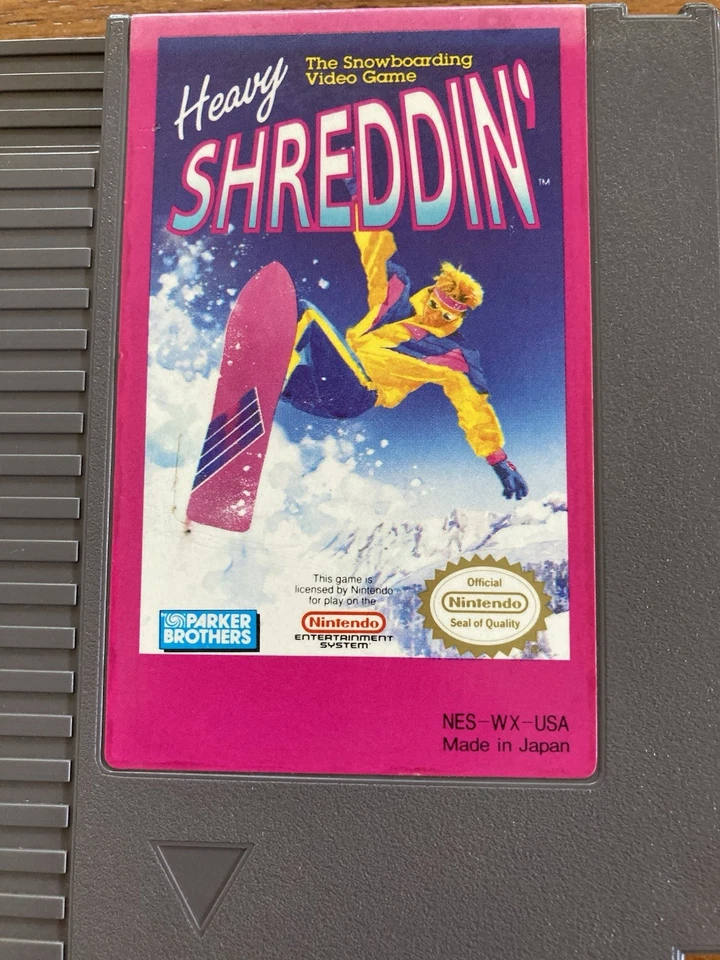 Heavy
The Snowboarding
Video Game
SHREDDIN'
TM
This game is
licensed by Nintendo
for play on the
Nintendo
ENTERTAINMENT
SYSTEM
PARKER
BROTHERS
Official
Nintendo
Seal of Quality
NES-WX-USA
Made in Japan